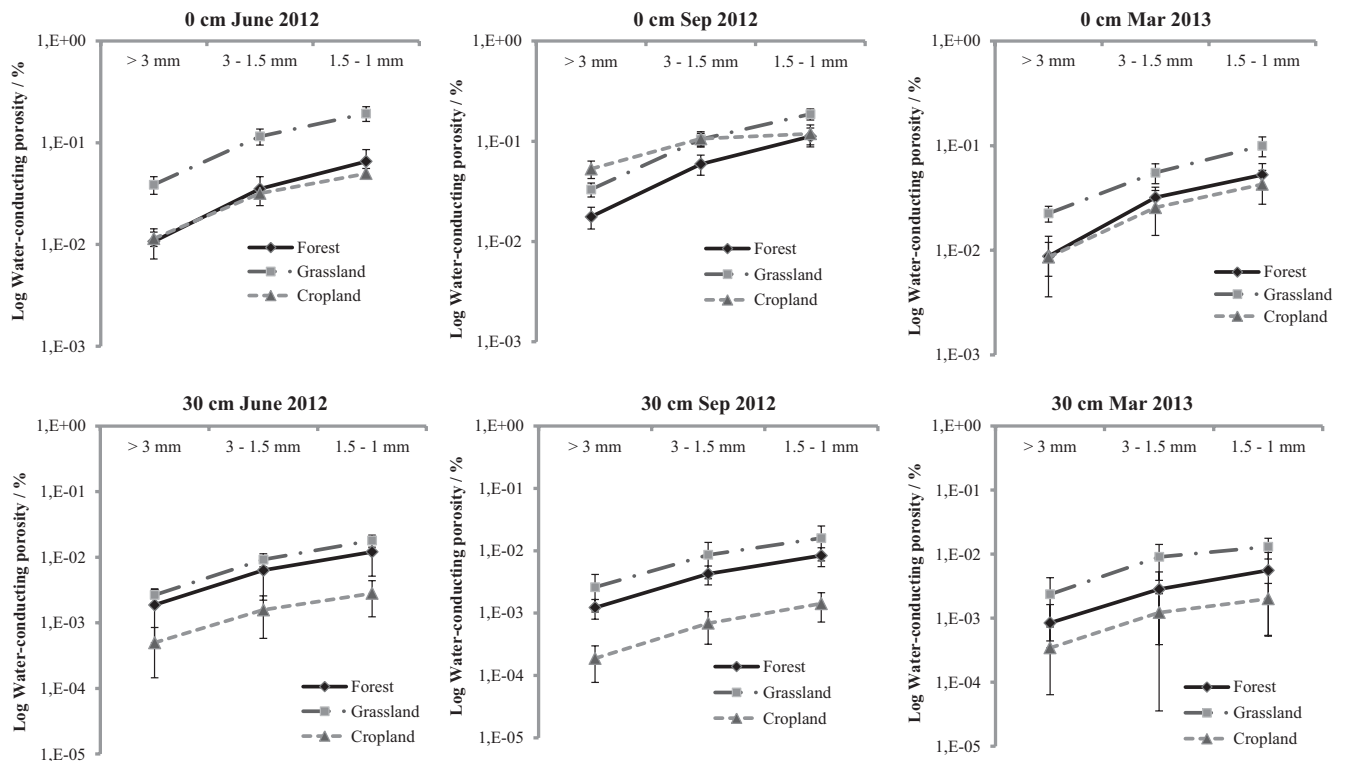 0 cm June 2012
Log Water-conducting porosity / %
1,E+00
1,E-01
1,E-02
1,E-03
> 3 mm
3 - 1.5 mm
1.5 - 1 mm
Forest
Grassland
Cropland
0 cm Sep 2012
Log Water-conducting porosity / %
1,E+00
1,E-01
1,E-02
1,E-03
> 3 mm
3 - 1.5 mm
1.5 - 1 mm
Forest
Grassland
Cropland
0 cm Mar 2013
Log Water-conducting porosity / %
1,E+00
1,E-01
1,E-02
1,E-03
> 3 mm
3 - 1.5 mm
1.5 - 1 mm
Forest
Grassland
Cropland
30 cm June 2012
Log Water-conducting porosity / %
1,E+00
1,E-01
1,E-02
1,E-03
1,E-04
1,E-05
> 3 mm
3 - 1.5 mm
1.5 - 1 mm
Forest
Grassland
Cropland
30 cm Sep 2012
Log Water-conducting porosity / %
1,E+00
1,E-01
1,E-02
1,E-03
1,E-04
1,E-05
> 3 mm
3 - 1.5 mm
1.5 - 1 mm
Forest
Grassland
Cropland
30 cm Mar 2013
Log Water-conducting porosity / %
1,E+00
1,E-01
1,E-02
1,E-03
1,E-04
1,E-05
> 3 mm
3 - 1.5 mm
1.5 - 1 mm
Forest
Grassland
Cropland